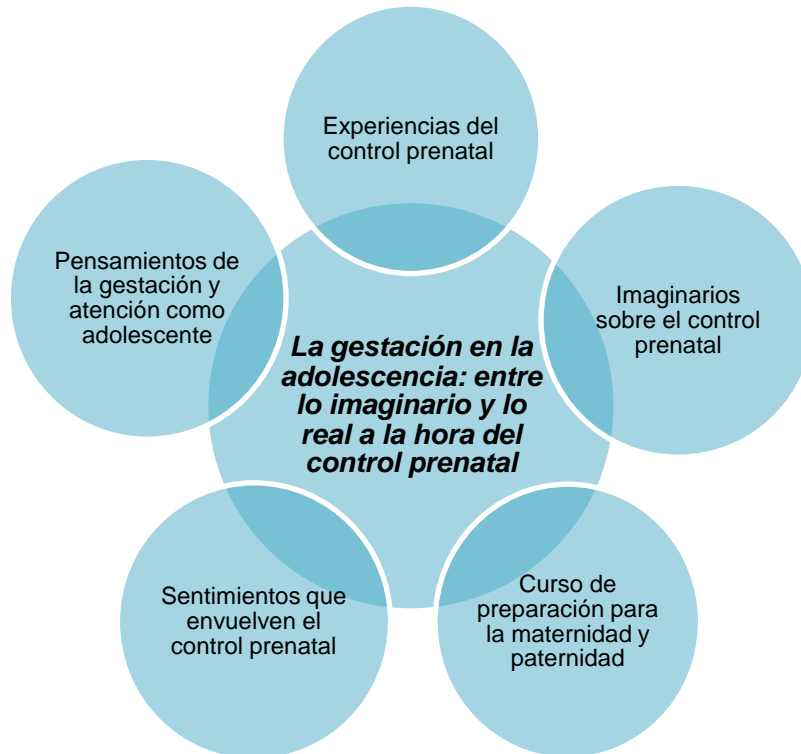 Experiencias del
control prenatal
Pensamientos de
la gestación y
atención como
adolescente
Imaginarios
sobre el control
prenatal
La gestación en la
adolescencia: entre
lo imaginario y lo
real a la hora del
control prenatal
Sentimientos que
envuelven el
control prenatal
Curso de
preparación para
la maternidad y
paternidad